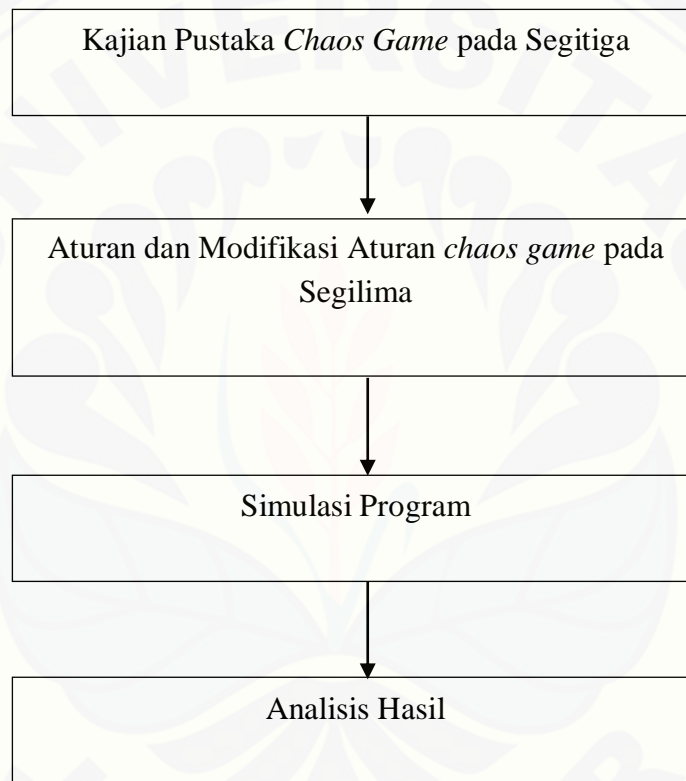 Kajian Pustaka Chaos Game pada Segitiga
Aturan dan Modifikasi Aturan chaos game pada
Segilima
Simulasi Program
Analisis Hasil